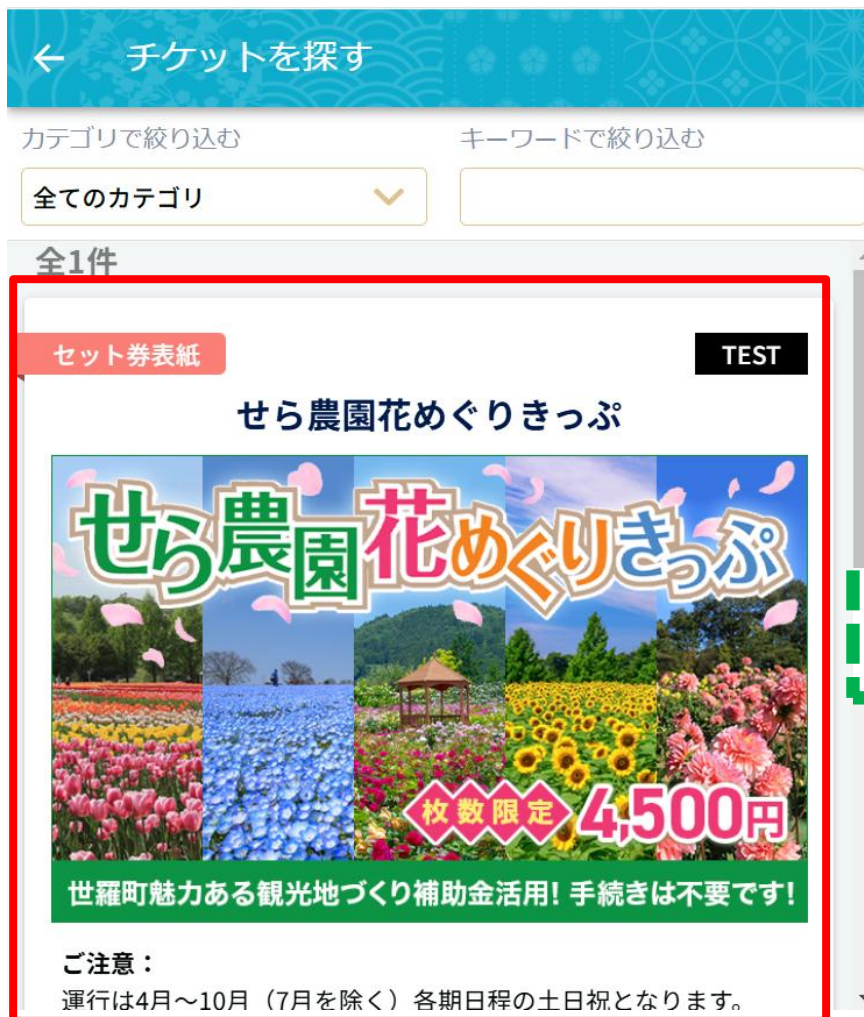 ← チケットを探す
カテゴリで絞り込む キーワードで絞り込む
全てのカテゴリ
全1件
セット券表紙 TEST
せら農園花めぐりきっぷ
せら農園花めぐりきっぷ
枚数限定 4,500円
世羅町魅力ある観光地づくり補助金活用! 手続きは不要です!
ご注意：
運行は4月～10月（7月を除く）各期日程の土日祝となります。